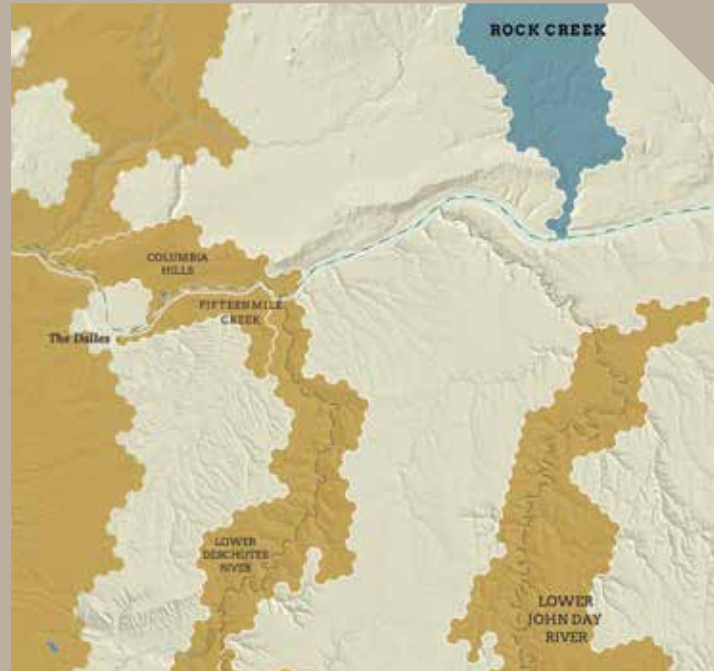 ROCK CREEK
COLUMBIA
HILLS
FIFTEENMILE
CREEK
The Dalles
LOWER
DESCHUTES
RIVER
LOWER
JOHN DAY
RIVER